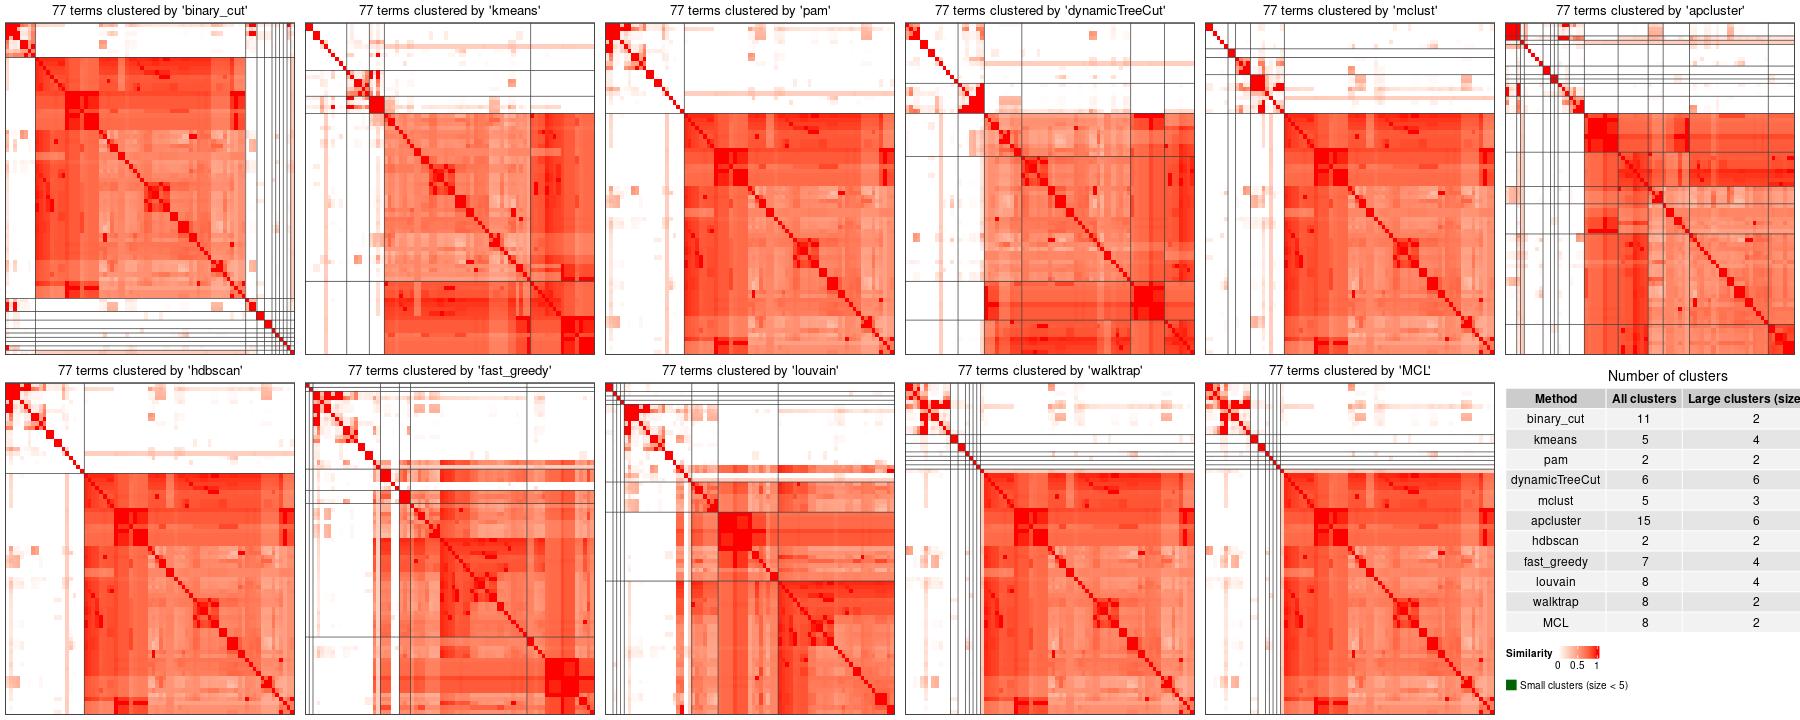 77 terms clustered by 'binary_cut'
77 terms clustered by 'kmeans'
77 terms clustered by 'pam'
77 terms clustered by 'dynamicTreeCut'
77 terms clustered by 'mclust'
77 terms clustered by 'apcluster'
77 terms clustered by 'hdbscan'
77 terms clustered by 'fast_greedy'
77 terms clustered by 'louvain'
77 terms clustered by 'walktrap'
77 terms clustered by 'MCL'
Number of clusters
Method All clusters Large clusters (size
binary_cut 11 2
kmeans 5 4
pam 2 2
dynamicTreeCut 6 6
mclust 5 3
apcluster 15 6
hdbscan 2 2
fast_greedy 7 4
louvain 8 4
walktrap 8 2
MCL 8 2
Similarity
0 0.5 1
Small clusters (size < 5)